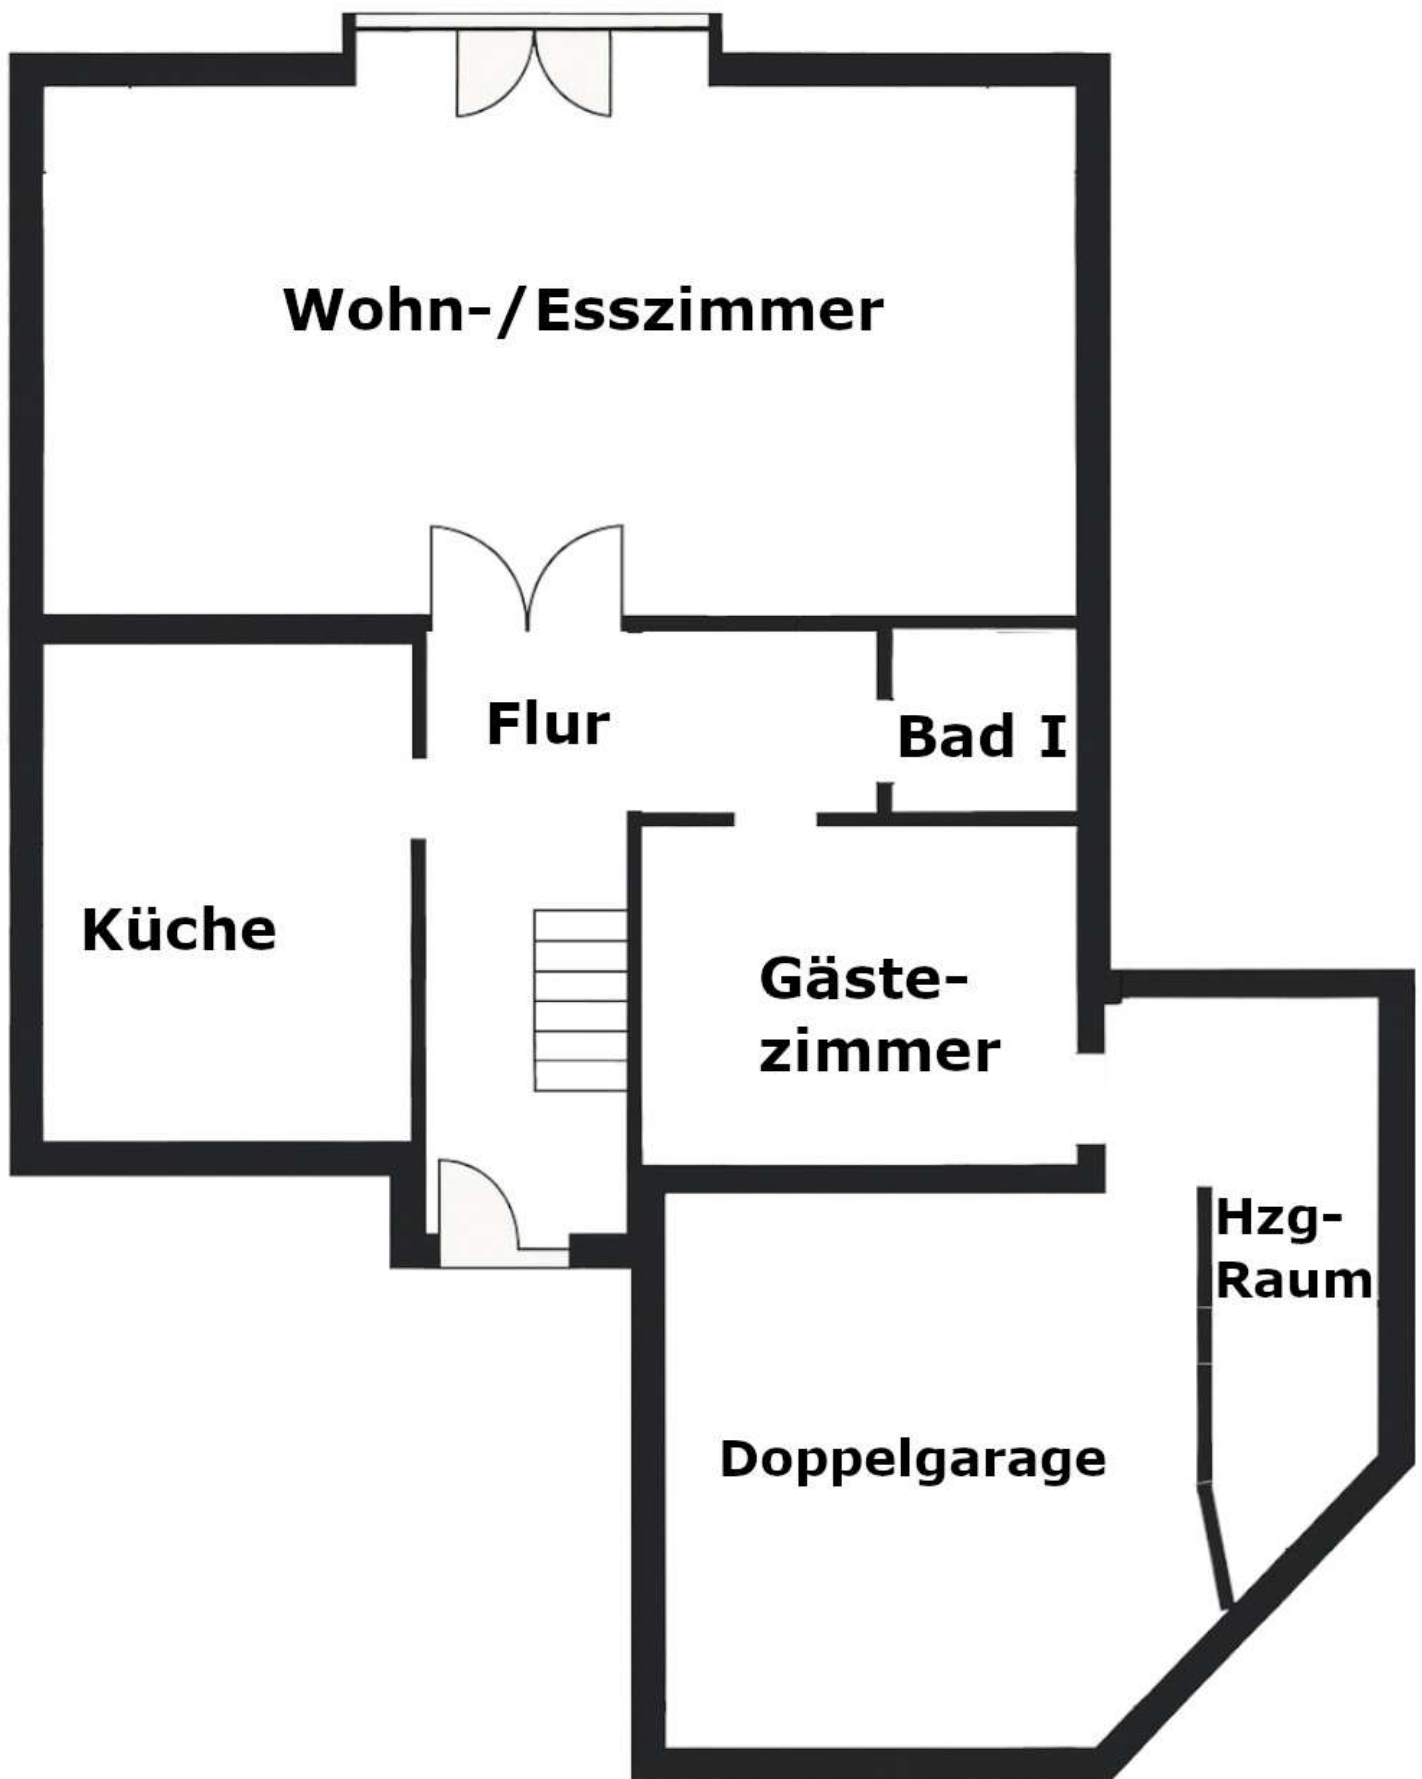 Wohn-/Esszimmer
Flur
Bad I
Küche
Gäste-
zimmer
Hzg-
Raum
Doppelgarage